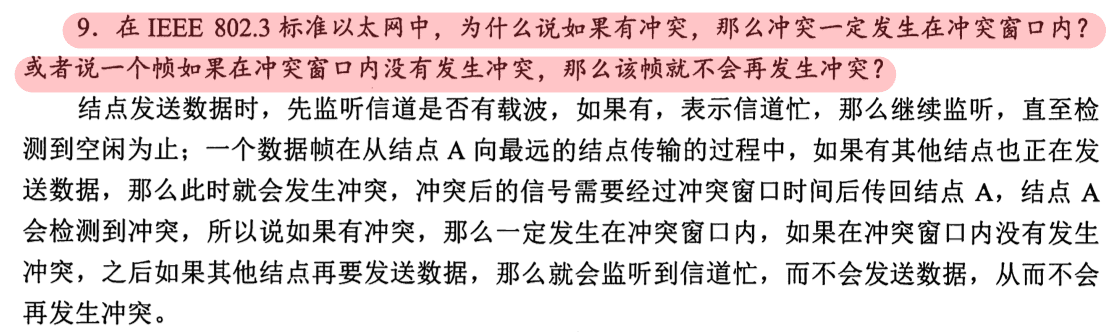 9．在 IEEE 802.3 标准以太网中，为什么说如果有冲突，那么冲突一定发生在冲突窗口内？
或者说一个帧如果在冲突窗口内没有发生冲突，那么该帧就不会再发生冲突？
结点发送数据时，先监听信道是否有载波，如果有，表示信道忙，那么继续监听，直至检
测到空闲为止；一个数据帧在从结点 A 向最远的结点传输的过程中，如果有其他结点也正在发
送数据，那么此时就会发生冲突，冲突后的信号需要经过冲突窗口时间后传回结点 A，结点 A
会检测到冲突，所以说如果有冲突，那么一定发生在冲突窗口内，如果在冲突窗口内没有发生
冲突，之后如果其他结点再要发送数据，那么就会监听到信道忙，而不会发送数据，从而不会
再发生冲突。